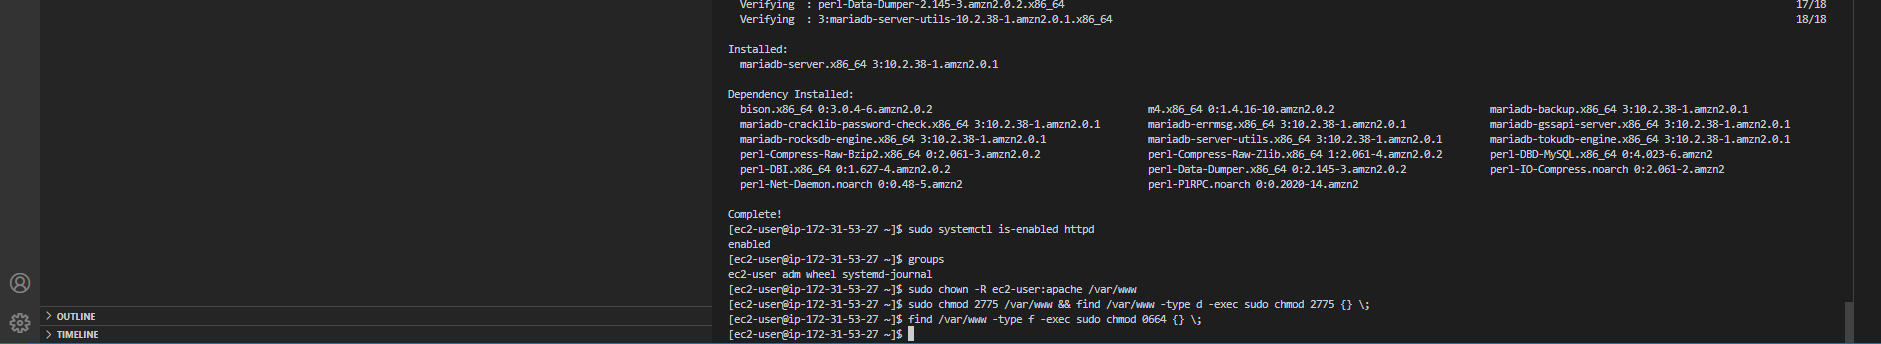 Verifying  : perl-Data-Dumper-2.145-3.amzn2.0.2.x86_64 17/18
Verifying  : 3:mariadb-server-utils-10.2.38-1.amzn2.0.1.x86_64 18/18
Installed:
mariadb-server.x86_64 3:10.2.38-1.amzn2.0.1
Dependency Installed:
bison.x86_64 0:3.0.4-6.amzn2.0.2 m4.x86_64 0:1.4.16-10.amzn2.0.2 mariadb-backup.x86_64 3:10.2.38-1.amzn2.0.1
mariadb-cracklib-password-check.x86_64 3:10.2.38-1.amzn2.0.1 mariadb-errmsg.x86_64 3:10.2.38-1.amzn2.0.1 mariadb-gssapi-server.x86_64 3:10.2.38-1.amzn2.0.1
mariadb-rocksdb-engine.x86_64 3:10.2.38-1.amzn2.0.1 mariadb-server-utils.x86_64 3:10.2.38-1.amzn2.0.1 mariadb-tokudb-engine.x86_64 3:10.2.38-1.amzn2.0.1
perl-Compress-Raw-Bzip2.x86_64 0:2.061-3.amzn2.0.2 perl-Compress-Raw-Zlib.x86_64 1:2.061-4.amzn2.0.2 perl-DBD-MySQL.x86_64 0:4.023-6.amzn2
perl-DBI.x86_64 0:1.627-4.amzn2.0.2 perl-Data-Dumper.x86_64 0:2.145-3.amzn2.0.2 perl-IO-Compress.noarch 0:2.061-2.amzn2
perl-Net-Daemon.noarch 0:0.48-5.amzn2 perl-PlRPC.noarch 0:0.2020-14.amzn2
Complete!
[ec2-user@ip-172-31-53-27 ~]$ sudo systemctl is-enabled httpd
enabled
[ec2-user@ip-172-31-53-27 ~]$ groups
ec2-user adm wheel systemd-journal
[ec2-user@ip-172-31-53-27 ~]$ sudo chown -R ec2-user:apache /var/www
[ec2-user@ip-172-31-53-27 ~]$ sudo chmod 2775 /var/www && find /var/www -type d -exec sudo chmod 2775 {} \;
[ec2-user@ip-172-31-53-27 ~]$ find /var/www -type f -exec sudo chmod 0664 {} \;
[ec2-user@ip-172-31-53-27 ~]$
OUTLINE
TIMELINE